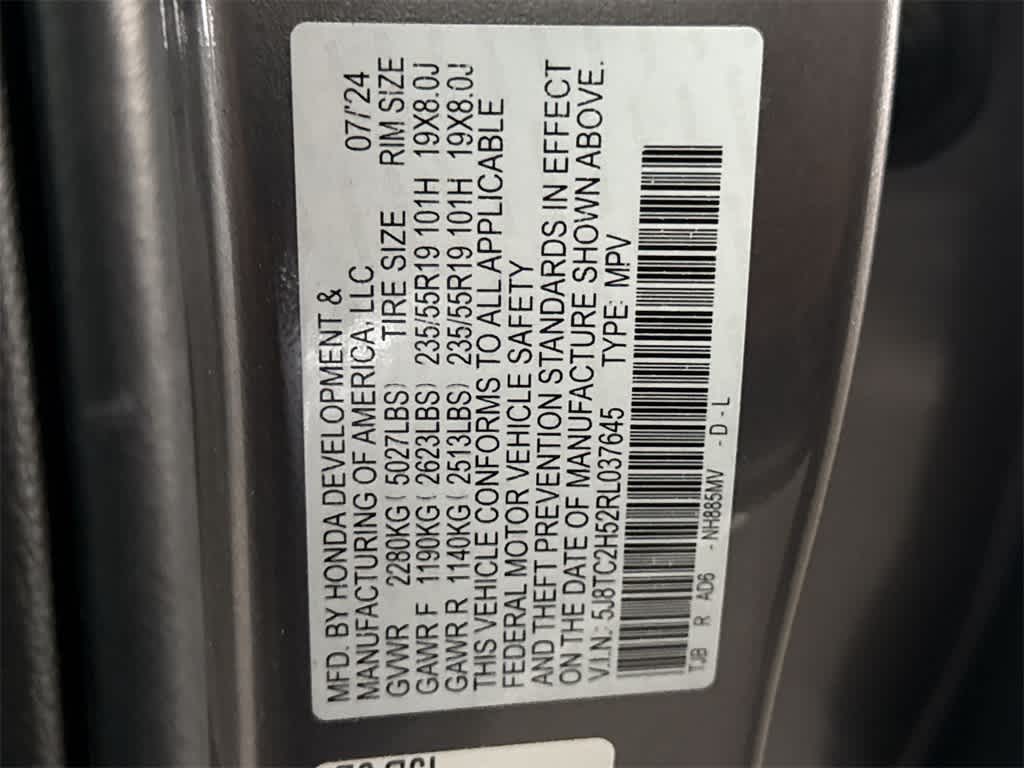 MFD. BY HONDA DEVELOPMENT &
MANUFACTURING OF AMERICA, LLC 07/'24
GVWR 2280KG( 5027LBS) TIRE SIZE RIM SIZE
GAWR F 1190KG( 2623LBS) 235/55R19 101H 19X8.0J
GAWR R 1140KG( 2513LBS) 235/55R19 101H 19X8.0J
THIS VEHICLE CONFORMS TO ALL APPLICABLE
FEDERAL MOTOR VEHICLE SAFETY
AND THEFT PREVENTION STANDARDS IN EFFECT
ON THE DATE OF MANUFACTURE SHOWN ABOVE.
V.I.N.: 5J8TC2H52RL037645 TYPE: MPV
TJB R AD6 - NH885MV - D - L